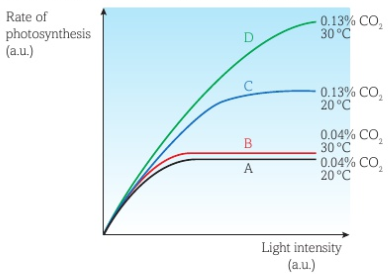 Rate of
photosynthesis
(a.u.)
D
0.13% CO₂
30 °C
C
0.13% CO₂
20 °C
B
0.04% CO₂
30 °C
A
0.04% CO₂
20 °C
Light intensity
(a.u.)